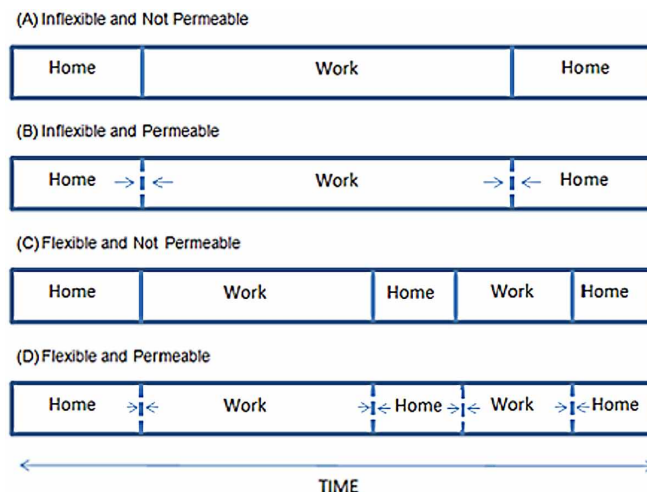 (A) Inflexible and Not Permeable
Home Work Home
(B) Inflexible and Permeable
Home Work Home
(C) Flexible and Not Permeable
Home Work Home Work Home
(D) Flexible and Permeable
Home Work Home Work Home
TIME